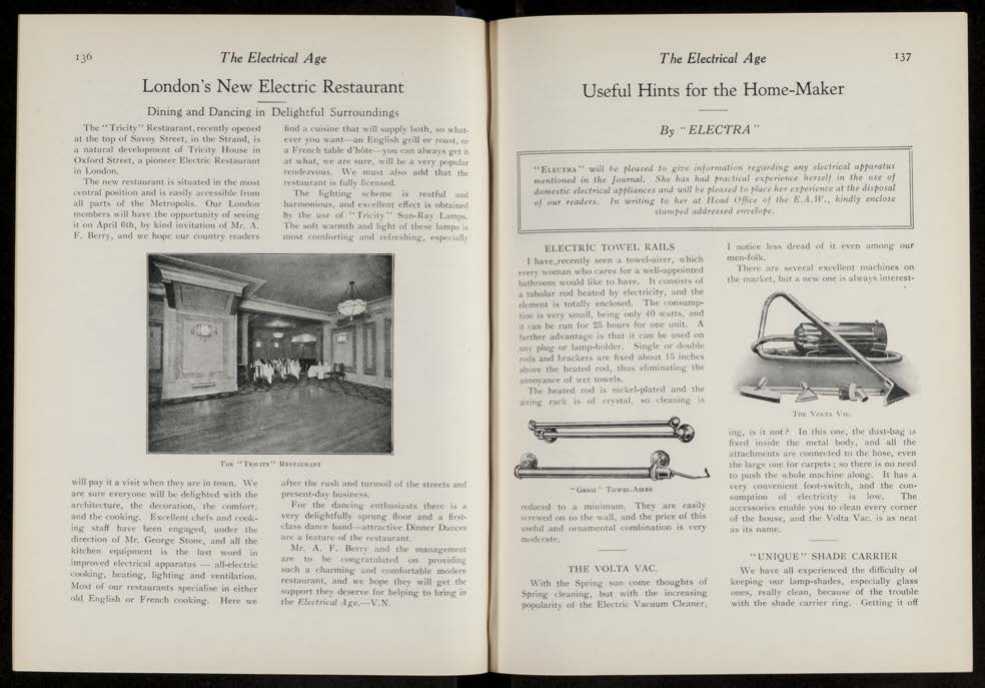 136
The Electrical Age
London's New Electric Restaurant
Dining and Dancing in Delightful Surroundings
The "Tricity" Restaurant, recently opened
at the top of Savoy Street, in the Strand, is
a natural development of Tricity House in
Oxford Street, a pioneer Electric Restaurant
in London.
The new restaurant is situated in the most
central position and is easily accessible from
all parts of the Metropolis. Our London
members will have the opportunity of seeing
it on April 6th, by kind invitation of Mr. A.
F. Berry, and we hope our country readers
find a cuisine that will supply both, so what-
ever you want—an English grill or roast, or
a French table d'hôte—you can always get it
at what, we are sure, will be a very popular
rendezvous. We must also add that the
restaurant is fully licensed.
The lighting scheme is restful and
harmonious, and excellent effect is obtained
by the use of "Tricity" Sun-Ray Lamps.
The soft warmth and light of these lamps is
most comforting and refreshing, especially
The "Tricity" Restaurant
will pay it a visit when they are in town. We
are sure everyone will be delighted with the
architecture, the decoration, the comfort,
and the cooking. Excellent chefs and cook-
ing staff have been engaged, under the
direction of Mr. George Stone, and all the
kitchen equipment is the last word in
improved electrical apparatus — all-electric
cooking, heating, lighting and ventilation.
Most of our restaurants specialise in either
old English or French cooking. Here we
after the rush and turmoil of the streets and
present-day business.
For the dancing enthusiasts there is a
very delightfully sprung floor and a first-
class dance band—attractive Dinner Dances
are a feature of the restaurant.
Mr. A. F. Berry and the management
are to be congratulated on providing
such a charming and comfortable modern
restaurant, and we hope they will get the
support they deserve for helping to bring in
the Electrical Age.—V.N.
The Electrical Age
137
Useful Hints for the Home-Maker
By "ELECTRA"
"Electra" will be pleased to give information regarding any electrical apparatus
mentioned in the Journal. She has had practical experience herself in the use of
domestic electrical appliances and will be pleased to place her experience at the disposal
of our readers. In writing to her at Head Office of the E.A.W., kindly enclose
stamped addressed envelope.
ELECTRIC TOWEL RAILS
I have recently seen a towel-airer, which
every woman who cares for a well-appointed
bathroom would like to have. It consists of
a tubular rod heated by electricity, and the
element is totally enclosed. The consump-
tion is very small, being only 40 watts, and
it can be run for 25 hours for one unit. A
further advantage is that it can be used on
any plug or lamp-holder. Single or double
rods and brackets are fixed about 15 inches
above the heated rod, thus eliminating the
annoyance of wet towels.
The heated rod is nickel-plated and the
airing rack is of crystal, so cleaning is
Towel-Airer
reduced to a minimum. They are easily
screwed on to the wall, and the price of this
useful and ornamental combination is very
moderate.
THE VOLTA VAC.
With the Spring sun come thoughts of
Spring cleaning, but with the increasing
popularity of the Electric Vacuum Cleaner,
I notice less dread of it even among our
men-folk.
There are several excellent machines on
the market, but a new one is always interest-
The Volta Vac.
ing, is it not? In this one, the dust-bag is
fixed inside the metal body, and all the
attachments are connected to the hose, even
the large one for carpets; so there is no need
to push the whole machine along. It has a
very convenient foot-switch, and the con-
sumption of electricity is low. The
accessories enable you to clean every corner
of the house, and the Volta Vac. is as neat
as its name.
"UNIQUE" SHADE CARRIER
We have all experienced the difficulty of
keeping our lamp-shades, especially glass
ones, really clean, because of the trouble
with the shade carrier ring. Getting it off